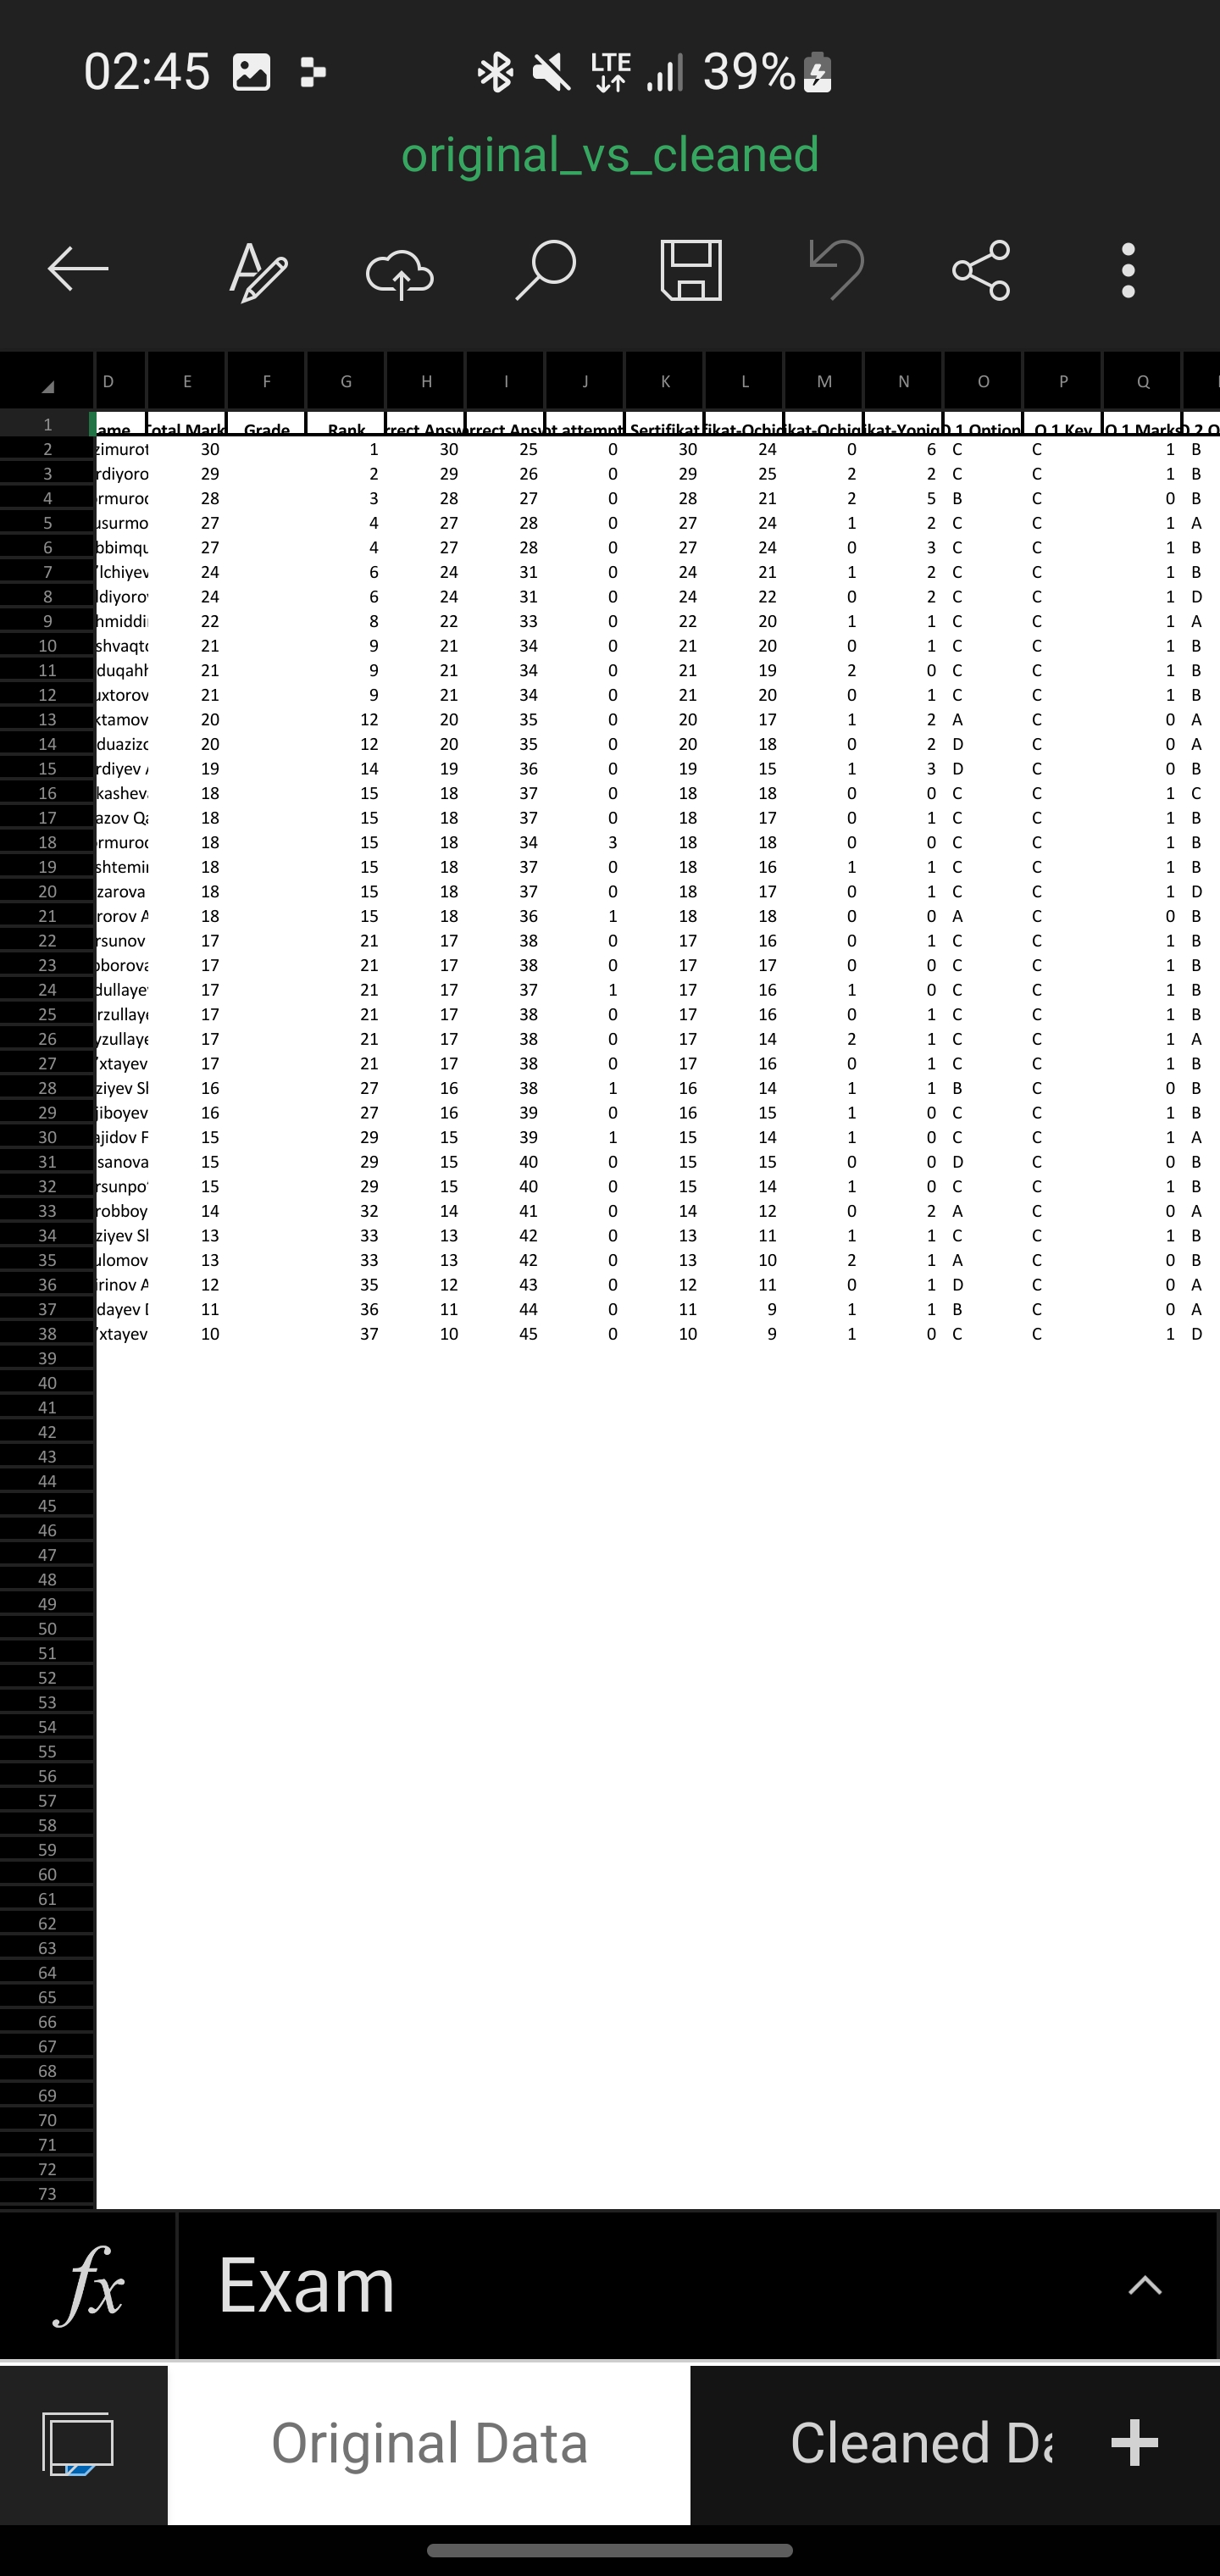 02:45 LTE 39%
original_vs_cleaned
D E F G H I J K L M N O P Q
1 ame Total Mark Grade Rank rrect Answ rrect Answ ot attempt Sertifikat fikat-Ochiq ikat-Ochiq ikat-Yopiq Q 1 Option Q 1 Key Q 1 Marks Q 2 O
2 zimurot 30 1 30 25 0 30 24 0 6 C C 1 B
3 rdiyoro 29 2 29 26 0 29 25 2 2 C C 1 B
4 rmuroc 28 3 28 27 0 28 21 2 5 B C 0 B
5 usurmo 27 4 27 28 0 27 24 1 2 C C 1 A
6 bbimqu 27 4 27 28 0 27 24 0 3 C C 1 B
7 'lchiyev 24 6 24 31 0 24 21 1 2 C C 1 B
8 ldiyorov 24 6 24 31 0 24 22 0 2 C C 1 D
9 hmiddi 22 8 22 33 0 22 20 1 1 C C 1 A
10 shvaqto 21 9 21 34 0 21 20 0 1 C C 1 B
11 duqahh 21 9 21 34 0 21 19 2 0 C C 1 B
12 uxtorov 21 9 21 34 0 21 20 0 1 C C 1 B
13 ktamov 20 12 20 35 0 20 17 1 2 A C 0 A
14 duazizo 20 12 20 35 0 20 18 0 2 D C 0 A
15 rdiyev A 19 14 19 36 0 19 15 1 3 D C 0 B
16 kashev 18 15 18 37 0 18 18 0 0 C C 1 C
17 azov Qa 18 15 18 37 0 18 17 0 1 C C 1 B
18 rmuroc 18 15 18 34 3 18 18 0 0 C C 1 B
19 shtemir 18 15 18 37 0 18 16 1 1 C C 1 B
20 zarova 18 15 18 37 0 18 17 0 1 C C 1 D
21 rorov A 18 15 18 36 1 18 18 0 0 A C 0 B
22 rsunov 17 21 17 38 0 17 16 0 1 C C 1 B
23 bborova 17 21 17 38 0 17 17 0 0 C C 1 B
24 dullaye 17 21 17 37 1 17 16 1 0 C C 1 B
25 rzullaye 17 21 17 38 0 17 16 0 1 C C 1 B
26 yzullaye 17 21 17 38 0 17 14 2 1 C C 1 A
27 'xtayev 17 21 17 38 0 17 16 0 1 C C 1 B
28 ziyev Sl 16 27 16 38 1 16 14 1 1 B C 0 B
29 jiboyev 16 27 16 39 0 16 15 1 0 C C 1 B
30 ajidov F 15 29 15 39 1 15 14 1 0 C C 1 A
31 sanova 15 29 15 40 0 15 15 0 0 D C 0 B
32 rsunpo' 15 29 15 40 0 15 14 1 0 C C 1 B
33 robboy 14 32 14 41 0 14 12 0 2 A C 0 A
34 ziyev Sl 13 33 13 42 0 13 11 1 1 C C 1 B
35 ulomov 13 33 13 42 0 13 10 2 1 A C 0 B
36 irinov A 12 35 12 43 0 12 11 0 1 D C 0 A
37 dayev D 11 36 11 44 0 11 9 1 1 B C 0 A
38 'xtayev 10 37 10 45 0 10 9 1 0 C C 1 D
39
40
41
42
43
44
45
46
47
48
49
50
51
52
53
54
55
56
57
58
59
60
61
62
63
64
65
66
67
68
69
70
71
72
73
fx Exam
Original Data Cleaned Da +